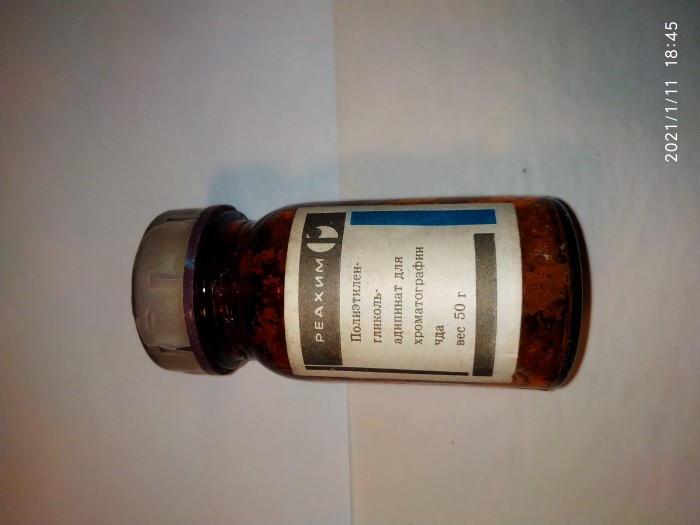 РЕАХИМ
Полиэтилен-
гликоль-
адипинат для
хроматографии
чда
вес 50 г
2021/1/11 18:45